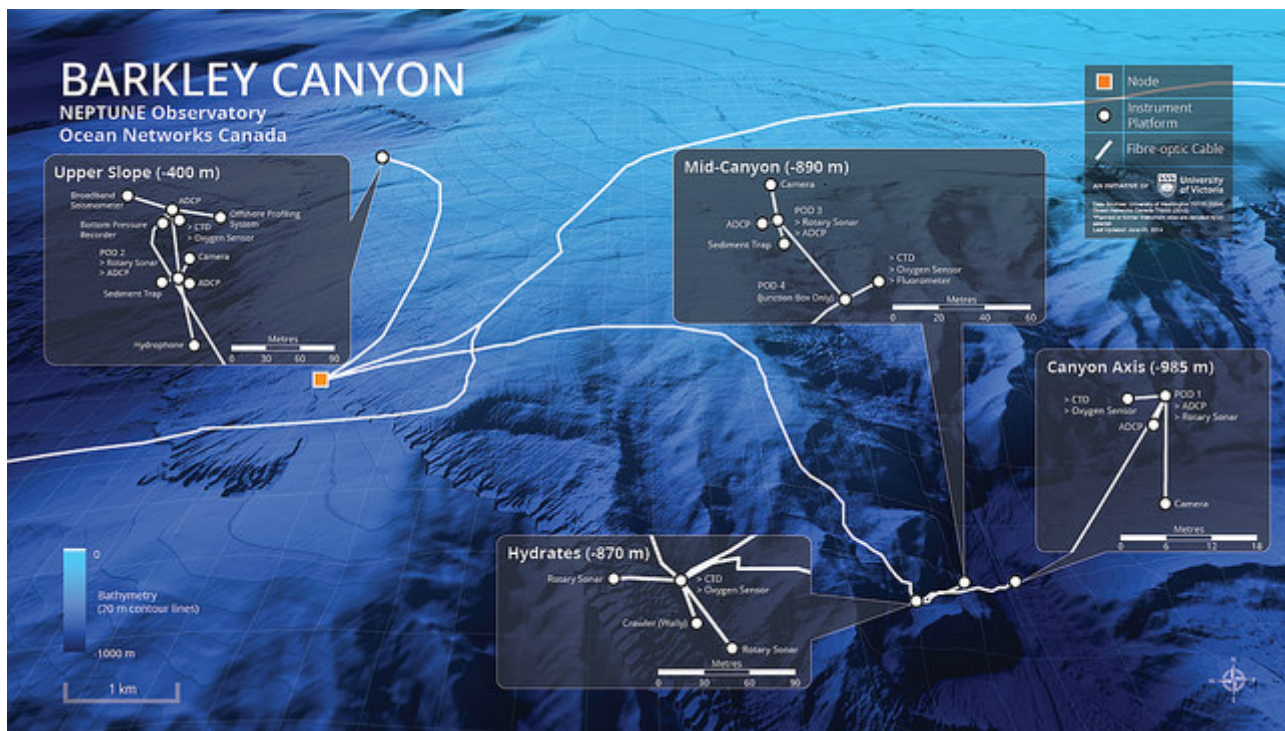 BARKLEY CANYON
NEPTUNE Observatory
Ocean Networks Canada
Node
Instrument
Platform
Fibre-optic Cable
AN INITIATIVE OF
University
of Victoria
Upper Slope (-400 m)
Broadband
Seismometer
ADCP
Offshore Profiling
System
Bottom Pressure
Recorder
> CTD
> Oxygen Sensor
POD 2
> Rotary Sonar
> ADCP
Camera
Sediment Trap
ADCP
Hydrophone
Metres
0 30 60 90
Mid-Canyon (-890 m)
Camera
POD 3
> Rotary Sonar
> ADCP
ADCP
Sediment Trap
> CTD
> Oxygen Sensor
> Fluorometer
POD 4
(Junction Box Only)
Metres
0 20 40 60
Canyon Axis (-985 m)
> CTD
> Oxygen Sensor
POD 1
> ADCP
> Rotary Sonar
ADCP
Camera
Metres
0 6 12 18
Hydrates (-870 m)
Rotary Sonar
> CTD
> Oxygen Sensor
Crawler (Wally)
Rotary Sonar
Metres
0 30 60 90
0
Bathymetry
(20 m contour lines)
-1000 m
1 km